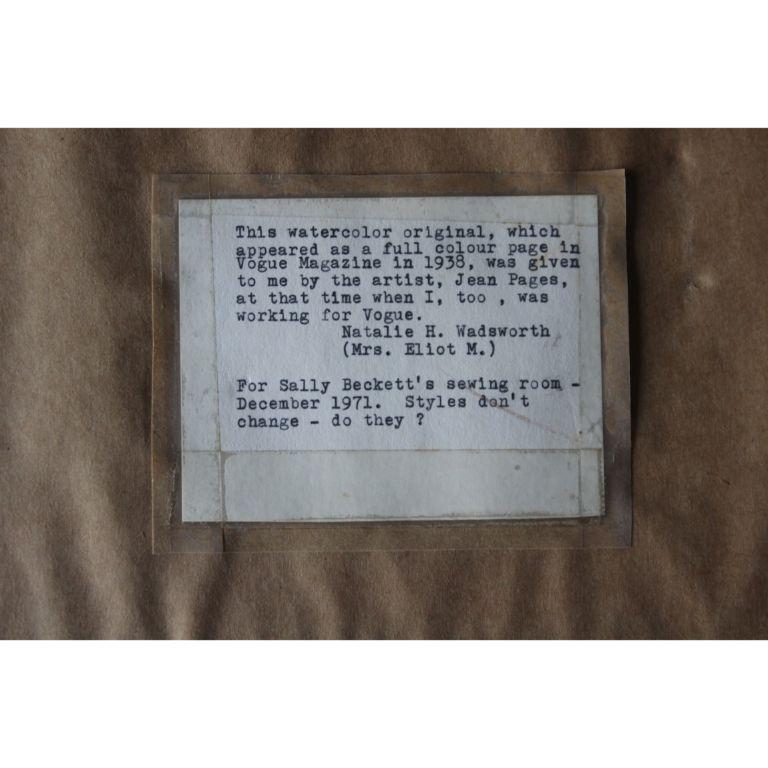 This watercolor original, which
appeared as a full colour page in
Vogue Magazine in 1938, was given
to me by the artist, Jean Pages,
at that time when I, too , was
working for Vogue.
Natalie H. Wadsworth
(Mrs. Eliot M.)
For Sally Beckett's sewing room -
December 1971.  Styles don't
change - do they ?